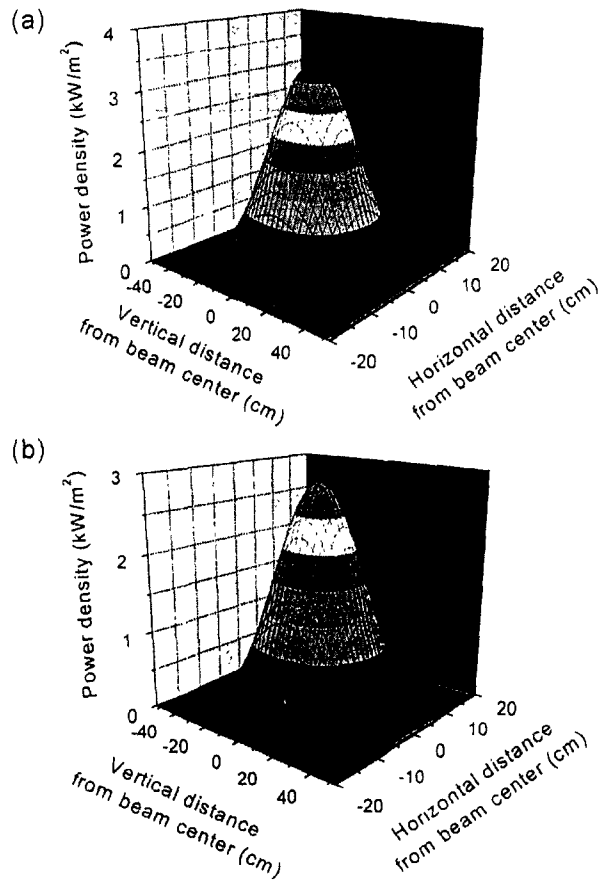 (a)
4
3
2
1
0
Power density (kW/m²)
-40
-20
0
20
40
Vertical distance
from beam center (cm)
-20
-10
0
10
20
Horizontal distance
from beam center (cm)
(b)
3
2
1
0
Power density (kW/m²)
-40
-20
0
20
40
Vertical distance
from beam center (cm)
-20
-10
0
10
20
Horizontal distance
from beam center (cm)